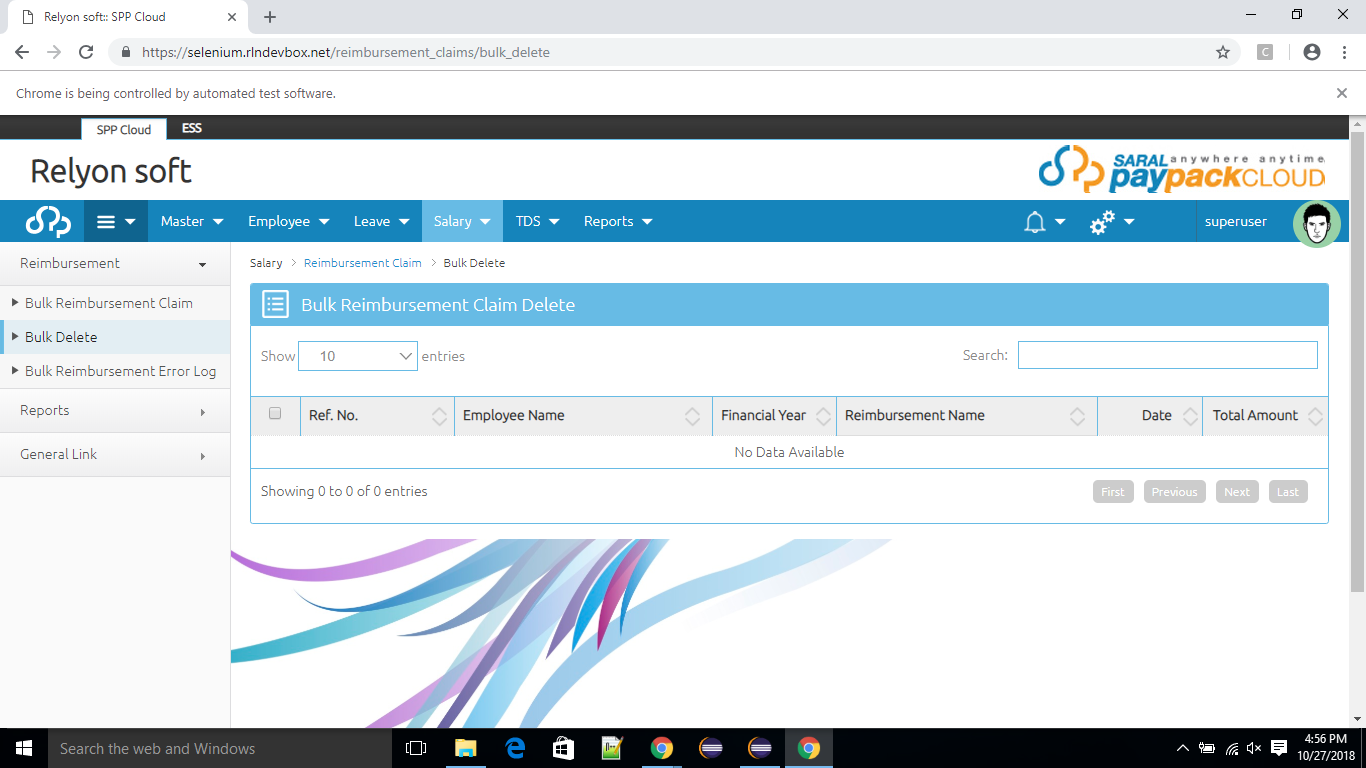 Relyon soft:: SPP Cloud
https://selenium.rlndevbox.net/reimbursement_claims/bulk_delete
C
Chrome is being controlled by automated test software.
SPP Cloud ESS
Relyon soft
SARAL anywhere anytime
paypackCLOUD
Master Employee Leave Salary TDS Reports superuser
Reimbursement
Bulk Reimbursement Claim
Bulk Delete
Bulk Reimbursement Error Log
Reports
General Link
Salary > Reimbursement Claim > Bulk Delete
Bulk Reimbursement Claim Delete
Show 10 entries Search:
Ref. No. Employee Name Financial Year Reimbursement Name Date Total Amount
No Data Available
Showing 0 to 0 of 0 entries First Previous Next Last
Search the web and Windows
4:56 PM
10/27/2018